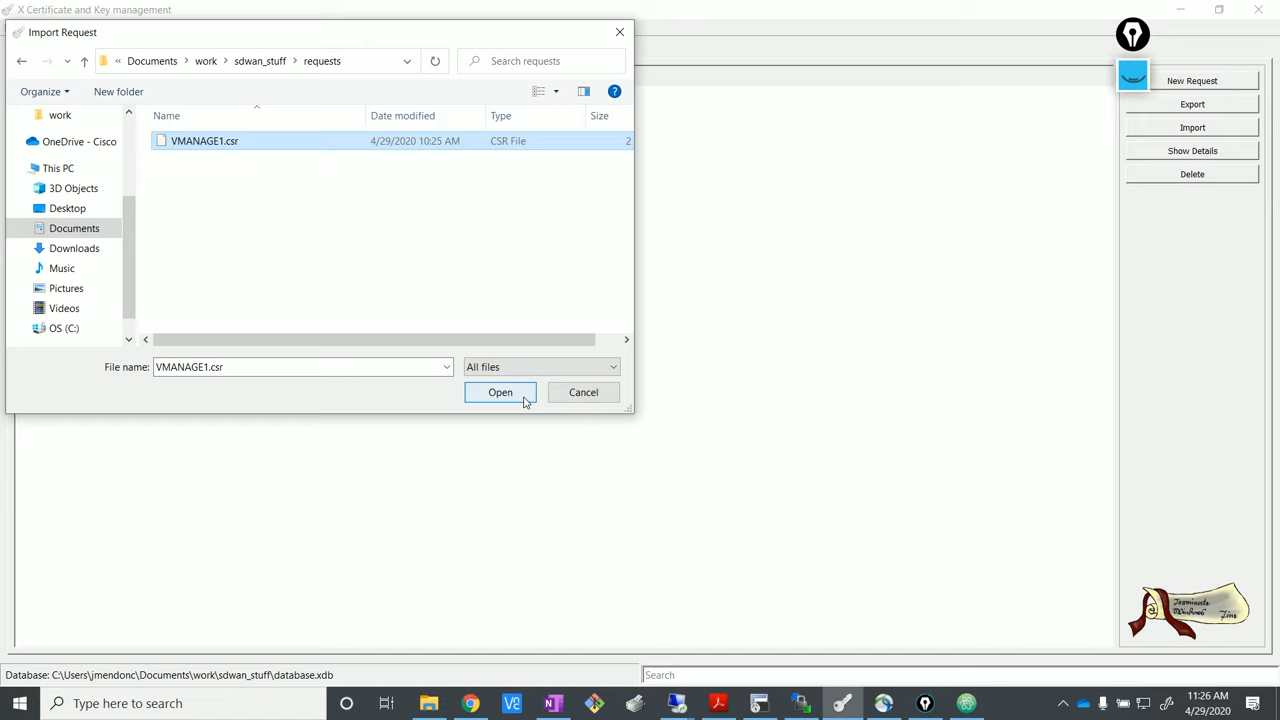 X Certificate and Key management
Import Request
« Documents › work › sdwan_stuff › requests
Search requests
Organize
New folder
Name
Date modified
Type
Size
VMANAGE1.csr
4/29/2020 10:25 AM
CSR File
2
work
OneDrive - Cisco
This PC
3D Objects
Desktop
Documents
Downloads
Music
Pictures
Videos
OS (C:)
File name:
VMANAGE1.csr
All files
Open
Cancel
New Request
Export
Import
Show Details
Delete
Database: C:\Users\jmendonc\Documents\work\sdwan_stuff\database.xdb
Search
Type here to search
11:26 AM
4/29/2020